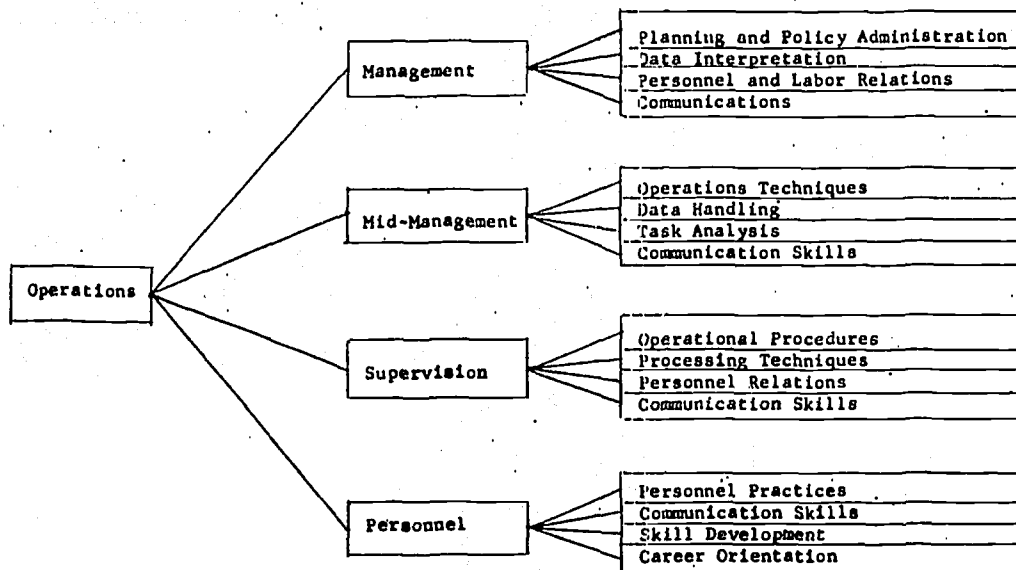 Operations
Management
Planning and Policy Administration
Data Interpretation
Personnel and Labor Relations
Communications
Mid-Management
Operations Techniques
Data Handling
Task Analysis
Communication Skills
Supervision
Operational Procedures
Processing Techniques
Personnel Relations
Communication Skills
Personnel
Personnel Practices
Communication Skills
Skill Development
Career Orientation